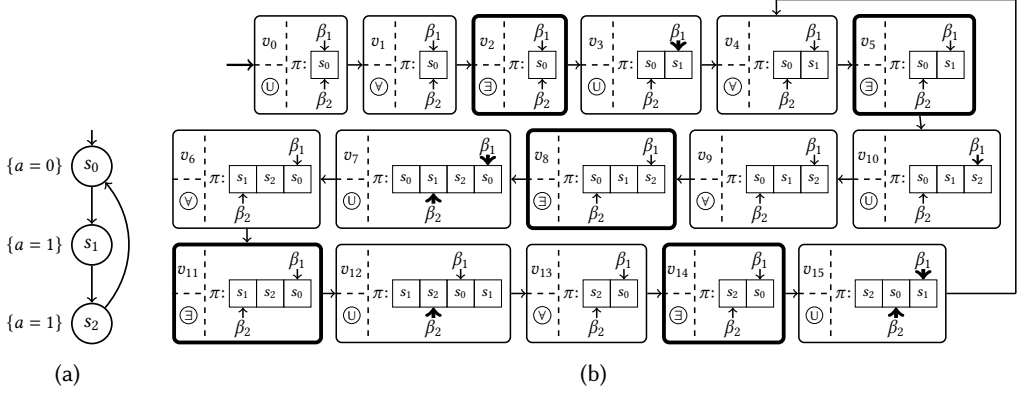 {a = 0} s₀
{a = 1} s₁
{a = 1} s₂
(a)
v₀ Ⓤ π: β₁ s₀ β₂
v₁ ∀ π: β₁ s₀ β₂
v₂ ∃ π: β₁ s₀ β₂
v₃ Ⓤ π: β₁ s₀ s₁ β₂
v₄ ∀ π: β₁ s₀ s₁ β₂
v₅ ∃ π: β₁ s₀ s₁ β₂
v₆ ∀ π: β₁ s₁ s₂ s₀ β₂
v₇ Ⓤ π: β₁ s₀ s₁ s₂ s₀ β₂
v₈ ∃ π: β₁ s₀ s₁ s₂ β₂
v₉ ∀ π: β₁ s₀ s₁ s₂ β₂
v₁₀ Ⓤ π: β₁ s₀ s₁ s₂ β₂
v₁₁ ∃ π: β₁ s₁ s₂ s₀ β₂
v₁₂ Ⓤ π: β₁ s₁ s₂ s₀ s₁ β₂
v₁₃ ∀ π: β₁ s₂ s₀ β₂
v₁₄ ∃ π: β₁ s₂ s₀ β₂
v₁₅ Ⓤ π: β₁ s₂ s₀ s₁ β₂
(b)